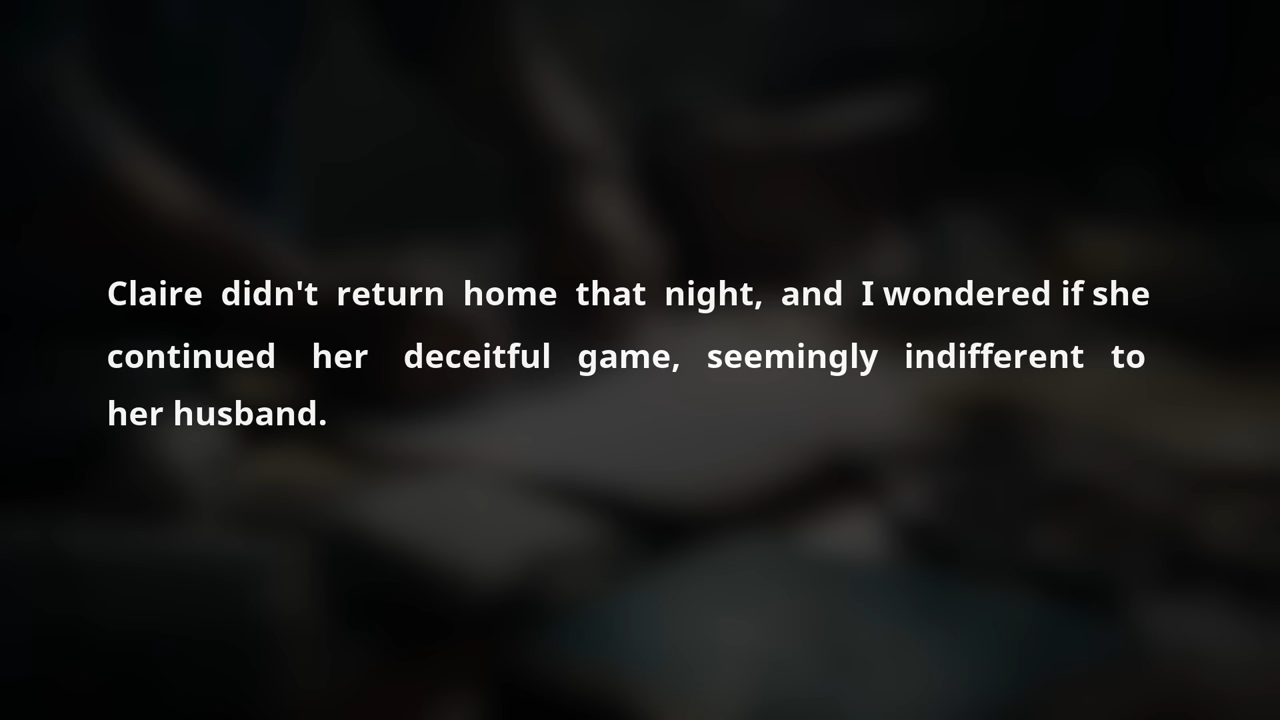 Claire didn't return home that night, and I wondered if she
continued her deceitful game, seemingly indifferent to
her husband.